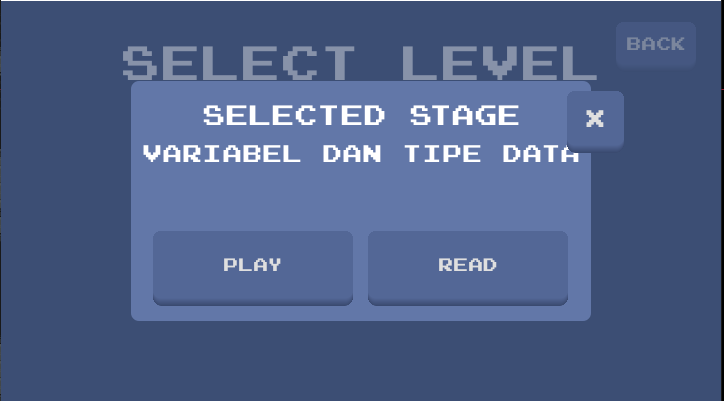 BACK
SELECT LEVEL
SELECTED STAGE
X
VARIABEL DAN TIPE DATA
PLAY
READ